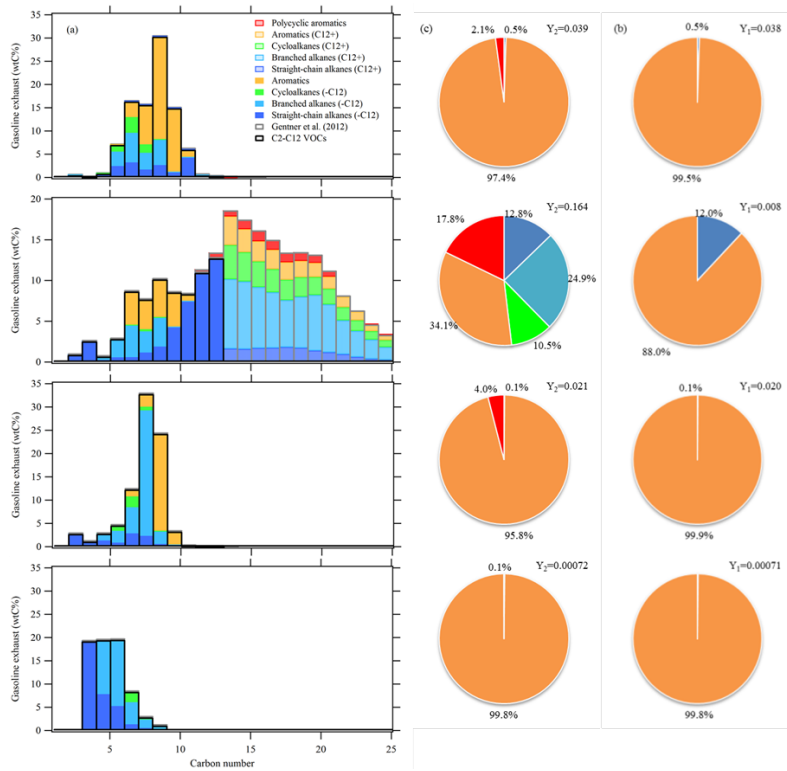 (a)
Polycyclic aromatics
Aromatics (C12+)
Cycloalkanes (C12+)
Branched alkanes (C12+)
Straight-chain alkanes (C12+)
Aromatics
Cycloalkanes (-C12)
Branched alkanes (-C12)
Straight-chain alkanes (-C12)
Gentner et al. (2012)
C2-C12 VOCs
Gasoline exhaust (wtC%)
35
30
25
20
15
10
5
0
(c)
2.1%
0.5%
Y2=0.039
97.4%
(b)
0.5%
Y1=0.038
99.5%
Gasoline exhaust (wtC%)
20
15
10
5
0
Y2=0.164
17.8%
12.8%
24.9%
34.1%
10.5%
Y1=0.008
12.0%
88.0%
Gasoline exhaust (wtC%)
35
30
25
20
15
10
5
0
4.0%
0.1%
Y2=0.021
95.8%
0.1%
Y1=0.020
99.9%
Gasoline exhaust (wtC%)
35
30
25
20
15
10
5
0
5
10
15
20
25
Carbon number
0.1%
Y2=0.00072
99.8%
Y1=0.00071
99.8%